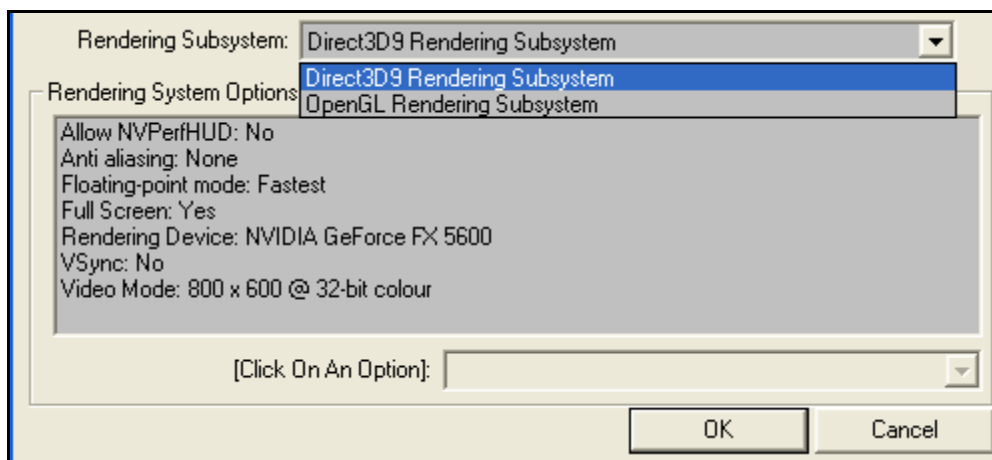 Rendering Subsystem: Direct3D9 Rendering Subsystem
Direct3D9 Rendering Subsystem
OpenGL Rendering Subsystem
Rendering System Options
Allow NVPerfHUD: No
Anti aliasing: None
Floating-point mode: Fastest
Full Screen: Yes
Rendering Device: NVIDIA GeForce FX 5600
VSync: No
Video Mode: 800 x 600 @ 32-bit colour
[Click On An Option]:
OK Cancel